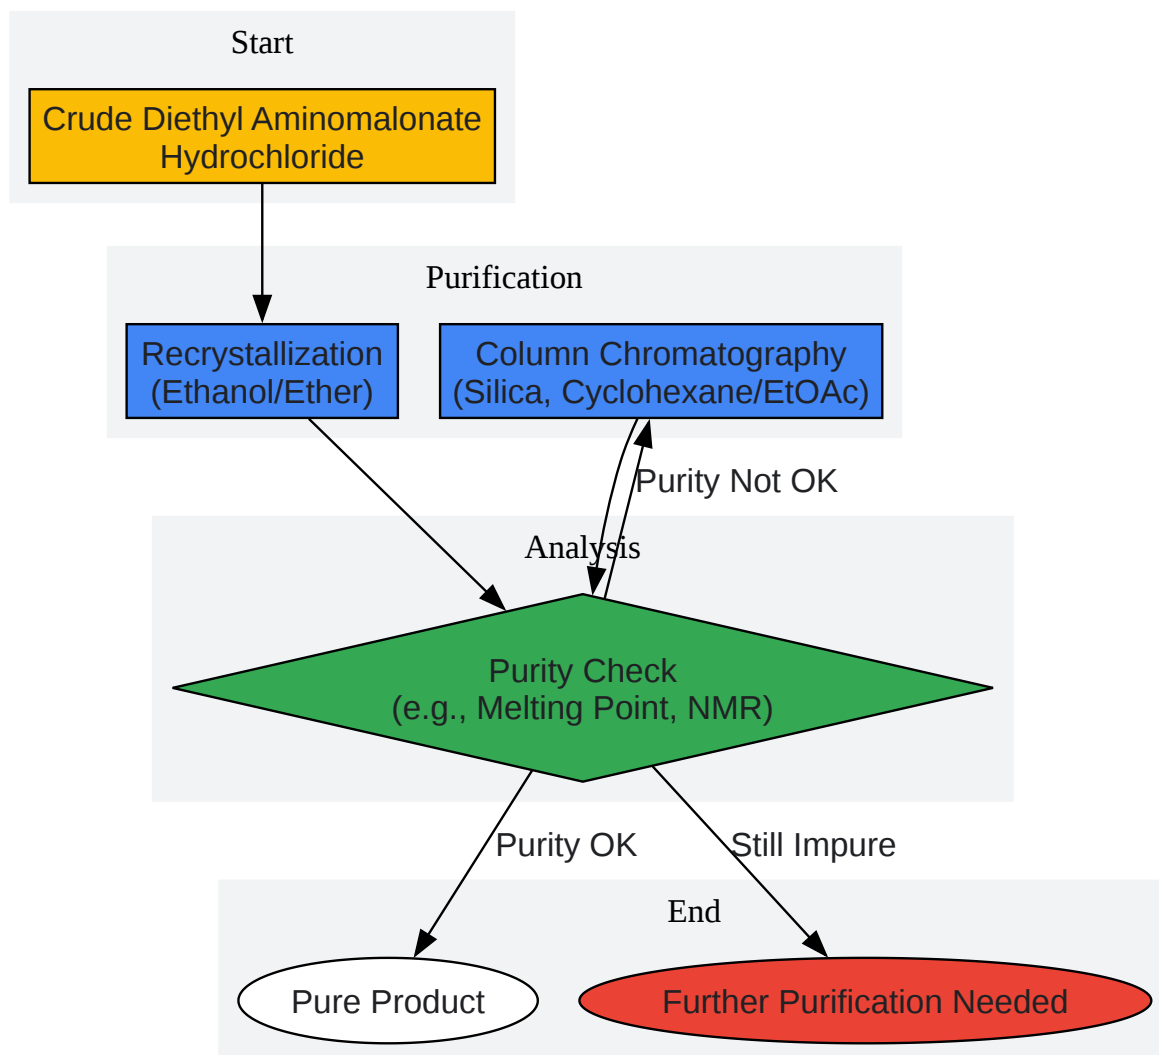 Start
Crude Diethyl Aminomalonate
Hydrochloride
Purification
Recrystallization
(Ethanol/Ether)
Column Chromatography
(Silica, Cyclohexane/EtOAc)
Purity Not OK
Analysis
Purity Check
(e.g., Melting Point, NMR)
Purity OK
Still Impure
End
Pure Product
Further Purification Needed